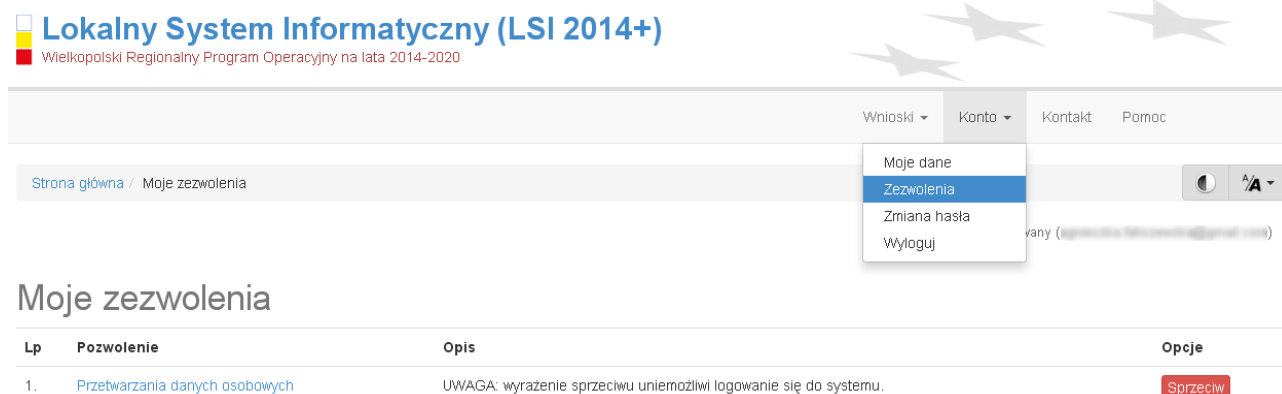 Lokalny System Informatyczny (LSI 2014+)
Wielkopolski Regionalny Program Operacyjny na lata 2014-2020
Wnioski Konto Kontakt Pomoc
Moje dane
Zezwolenia
Zmiana hasła
Wyloguj
Strona główna / Moje zezwolenia
A/A
vany ( )
Moje zezwolenia
Lp Pozwolenie Opis Opcje
1. Przetwarzania danych osobowych UWAGA: wyrażenie sprzeciwu uniemożliwi logowanie się do systemu. Sprzeciw